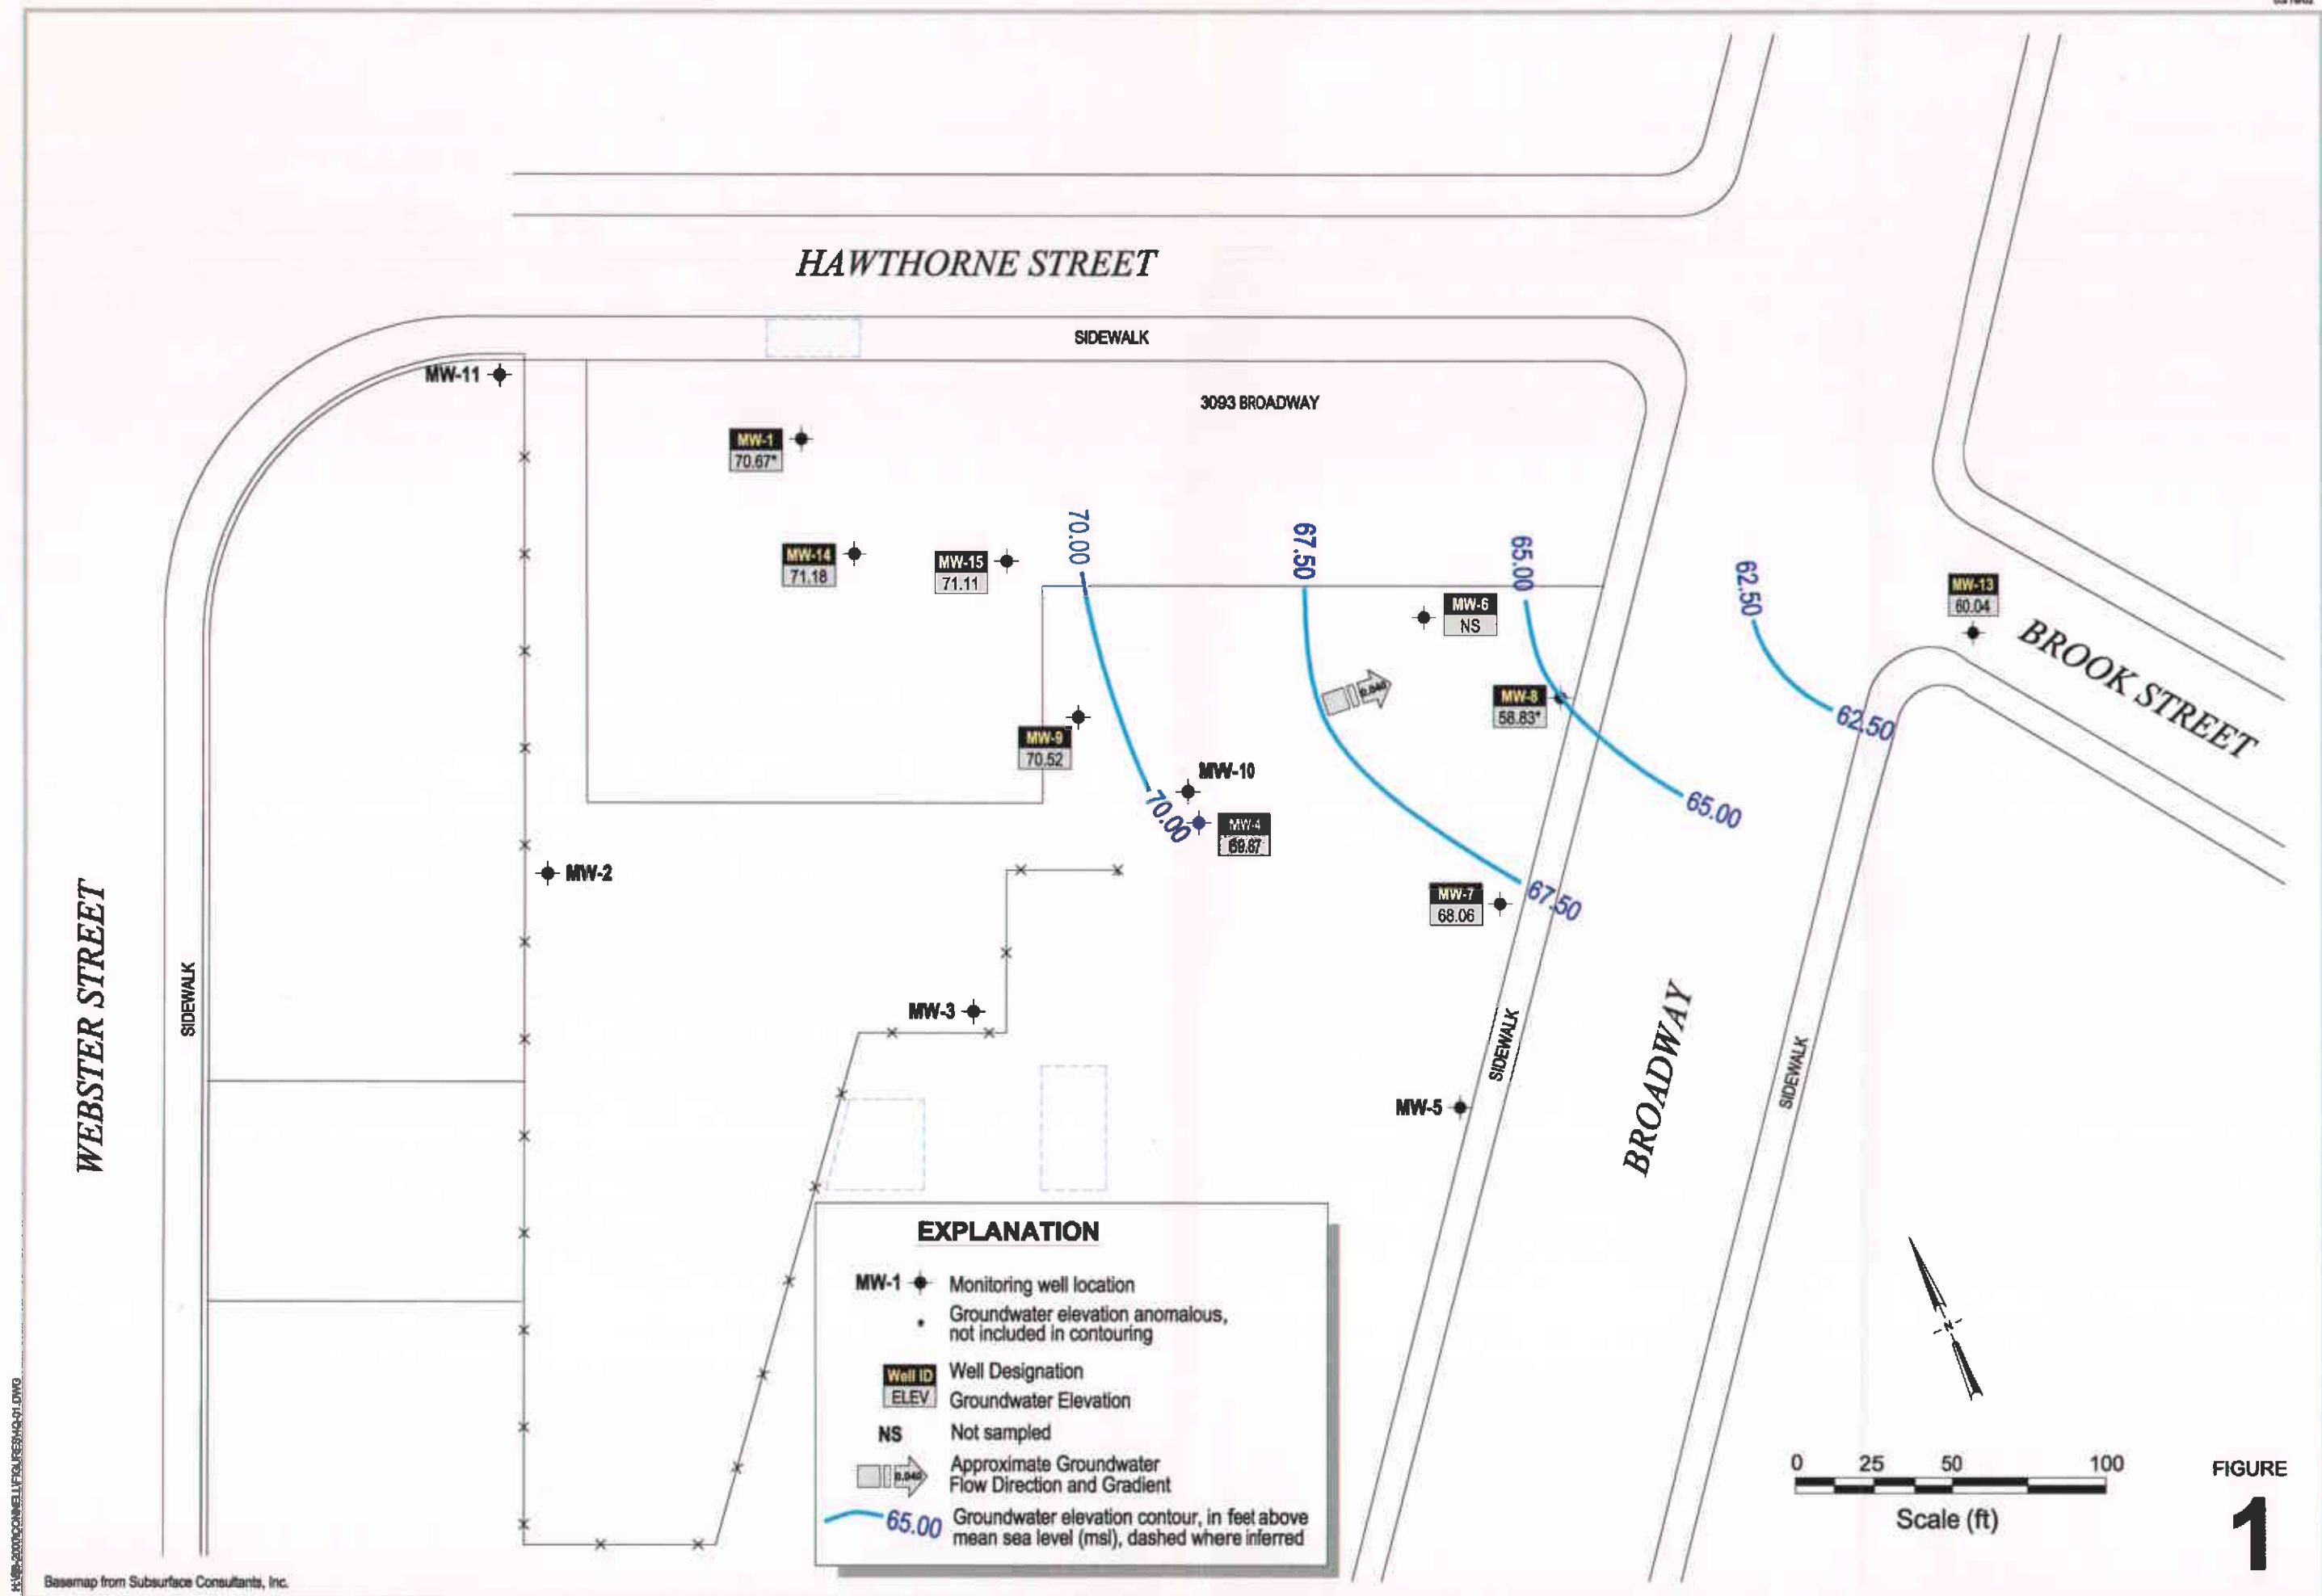 HAWTHORNE STREET
SIDEWALK
3093 BROADWAY
MW-11
MW-1
70.67*
MW-14
71.18
MW-15
71.11
70.00
67.50
65.00
62.50
MW-6
NS
MW-13
60.04
BROOK STREET
0.040
MW-8
58.83*
62.50
MW-9
70.52
MW-10
70.00
MW-4
69.87
65.00
MW-2
MW-7
68.06
67.50
WEBSTER STREET
SIDEWALK
MW-3
SIDEWALK
BROADWAY
SIDEWALK
MW-5
EXPLANATION
MW-1 Monitoring well location
* Groundwater elevation anomalous,
not included in contouring
Well ID Well Designation
ELEV Groundwater Elevation
NS Not sampled
0.040 Approximate Groundwater
Flow Direction and Gradient
65.00 Groundwater elevation contour, in feet above
mean sea level (msl), dashed where inferred
N
0 25 50 100
Scale (ft)
FIGURE
1
Basemap from Subsurface Consultants, Inc.